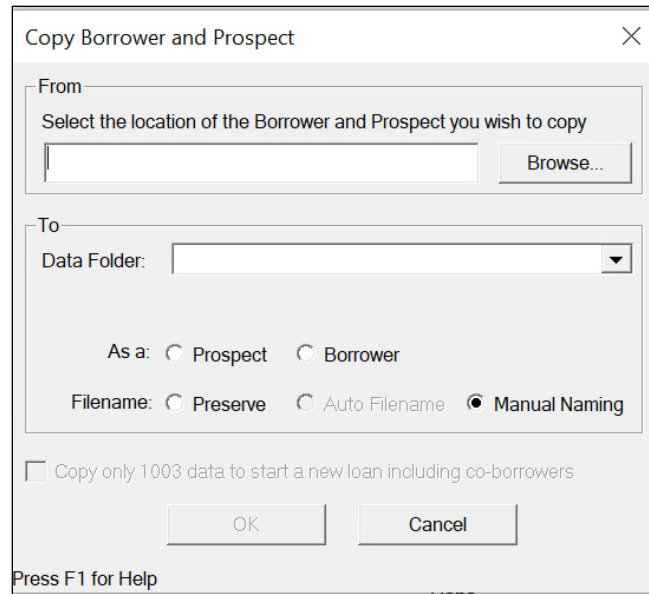 Copy Borrower and Prospect
From
Select the location of the Borrower and Prospect you wish to copy
Browse...
To
Data Folder:
As a: Prospect Borrower
Filename: Preserve Auto Filename Manual Naming
Copy only 1003 data to start a new loan including co-borrowers
OK Cancel
Press F1 for Help